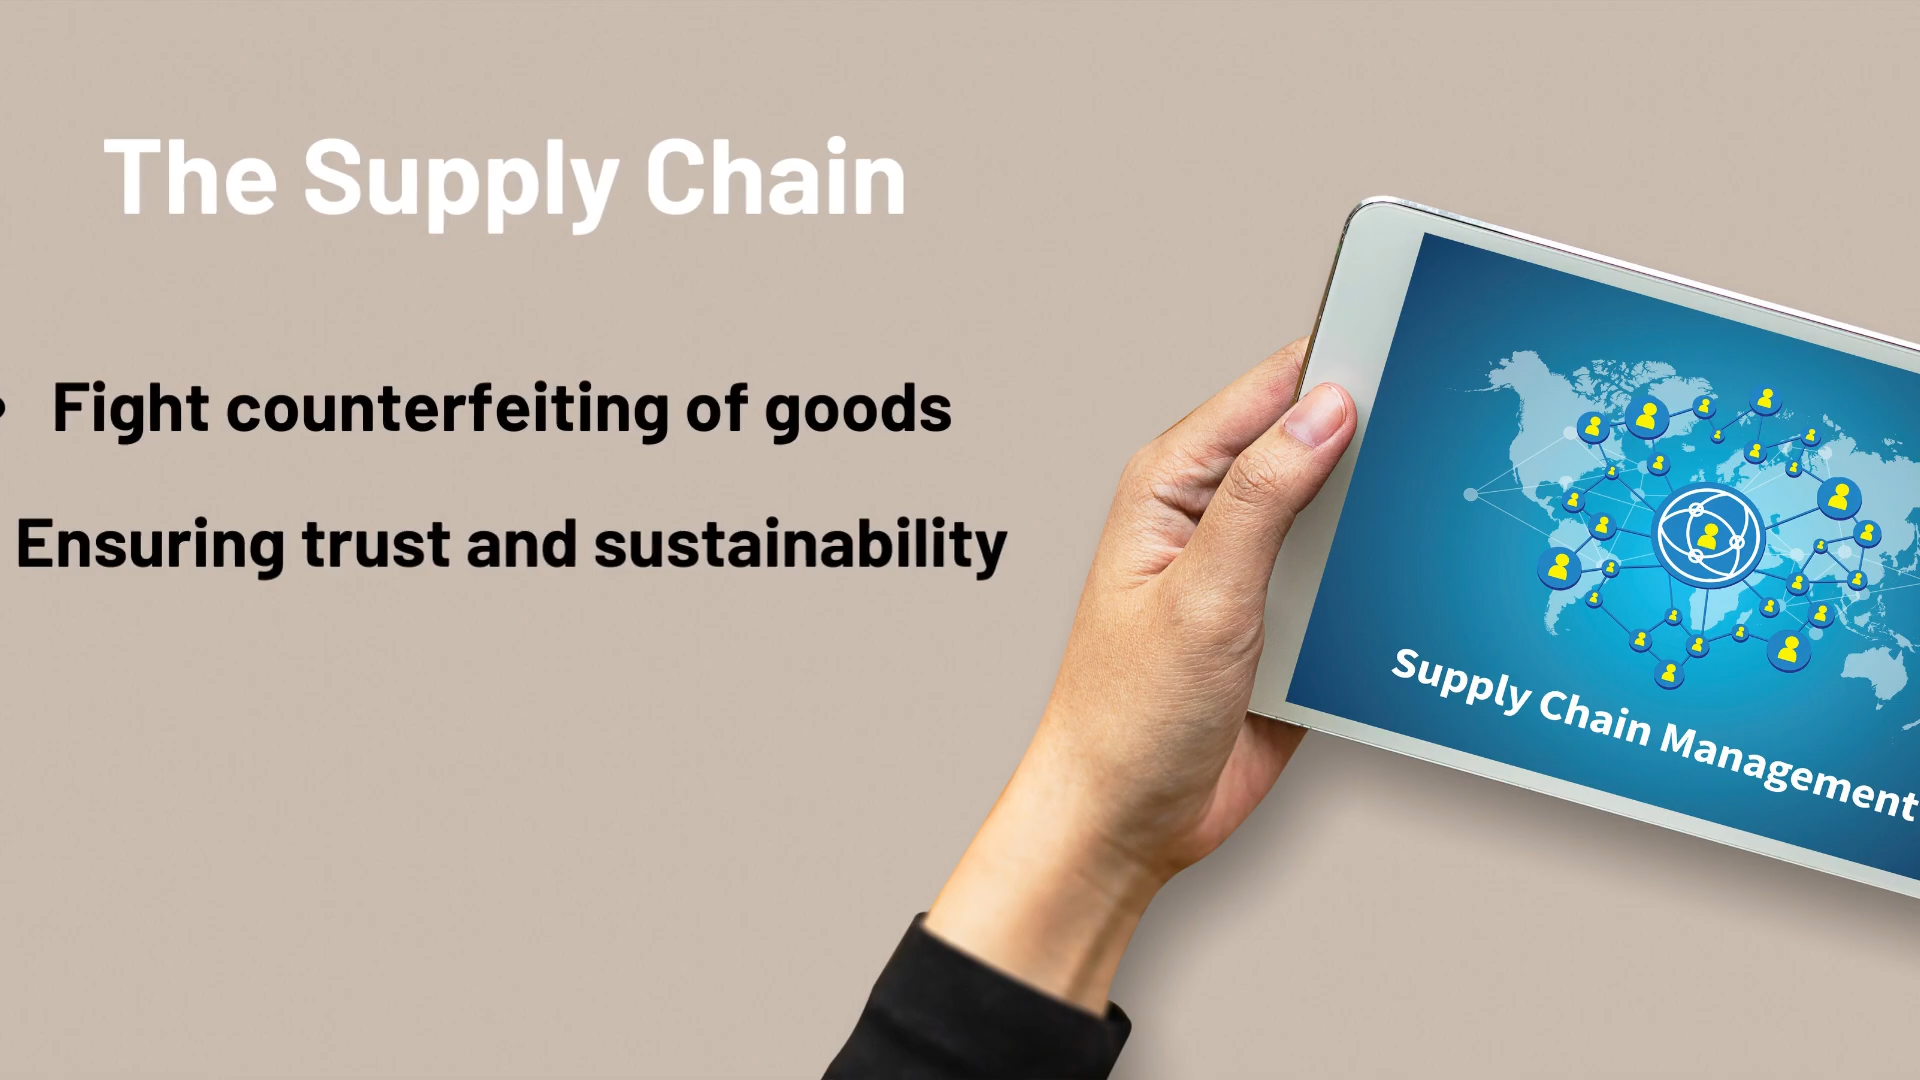 The Supply Chain
• Fight counterfeiting of goods
Ensuring trust and sustainability
Supply Chain Management